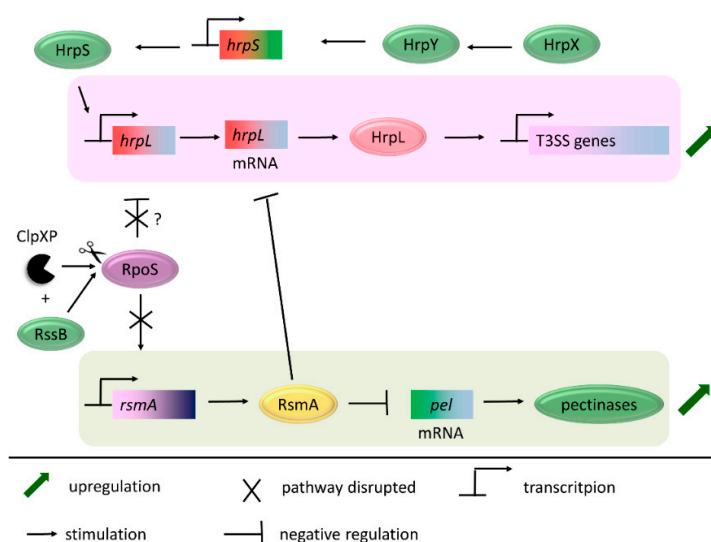 HrpS
hrpS
HrpY
HrpX
hrpL
hrpL
mRNA
HrpL
T3SS genes
?
ClpXP
+
RpoS
RssB
rsmA
RsmA
pel
mRNA
pectinases
upregulation
pathway disrupted
transcritpion
stimulation
negative regulation